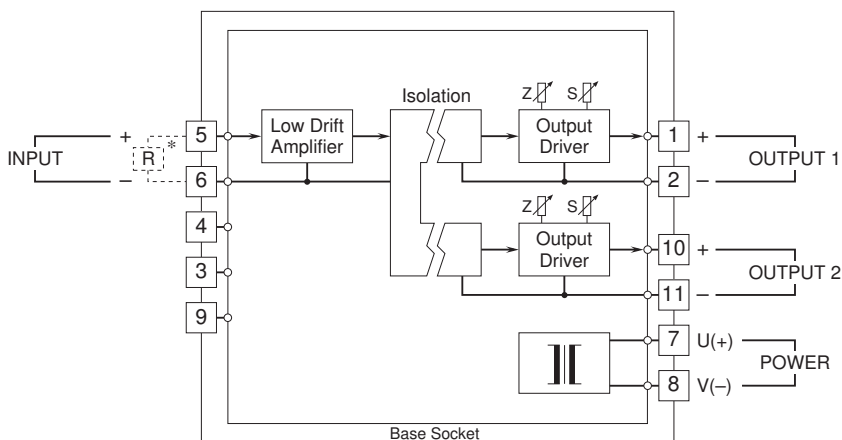 Isolation
Z S
+ 5 Low Drift Amplifier Output Driver 1 +
INPUT R * OUTPUT 1
– 6 2 –
4
Z S
3 Output Driver 10 +
OUTPUT 2
9 11 –
7 U(+)
POWER
8 V(–)
Base Socket